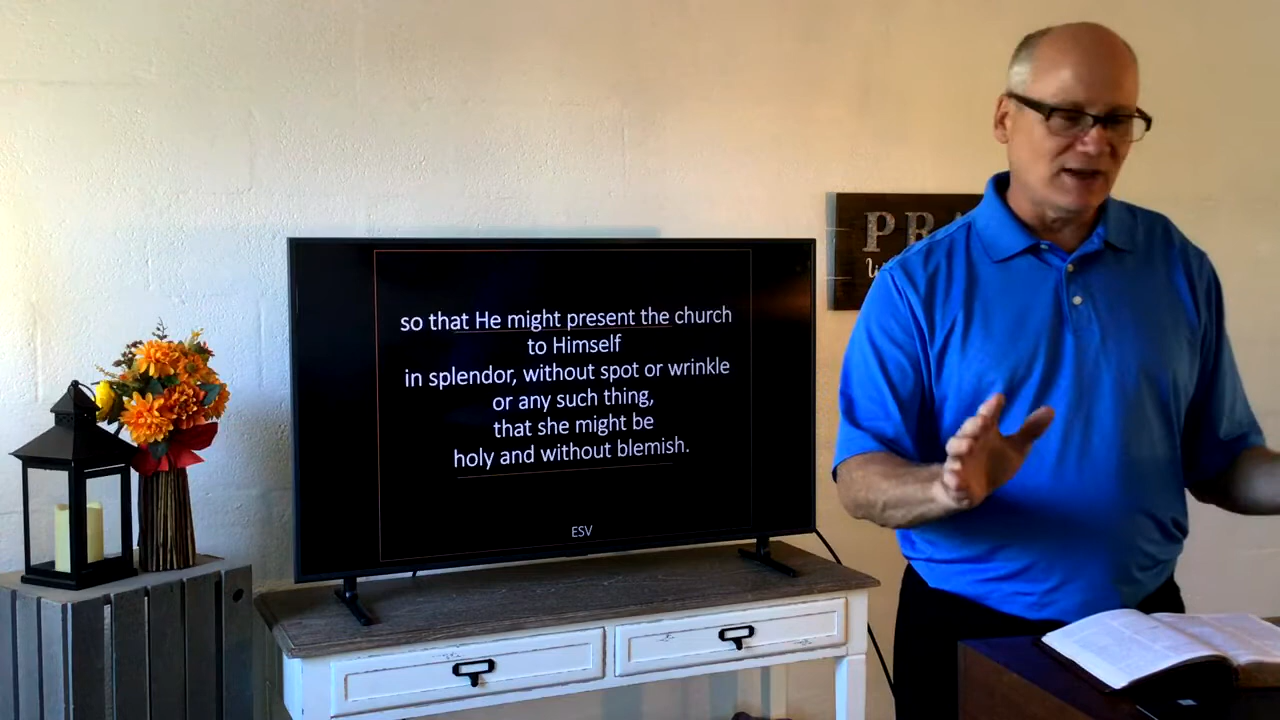 so that He might present the church
to Himself
in splendor, without spot or wrinkle
or any such thing,
that she might be
holy and without blemish.
ESV
PR